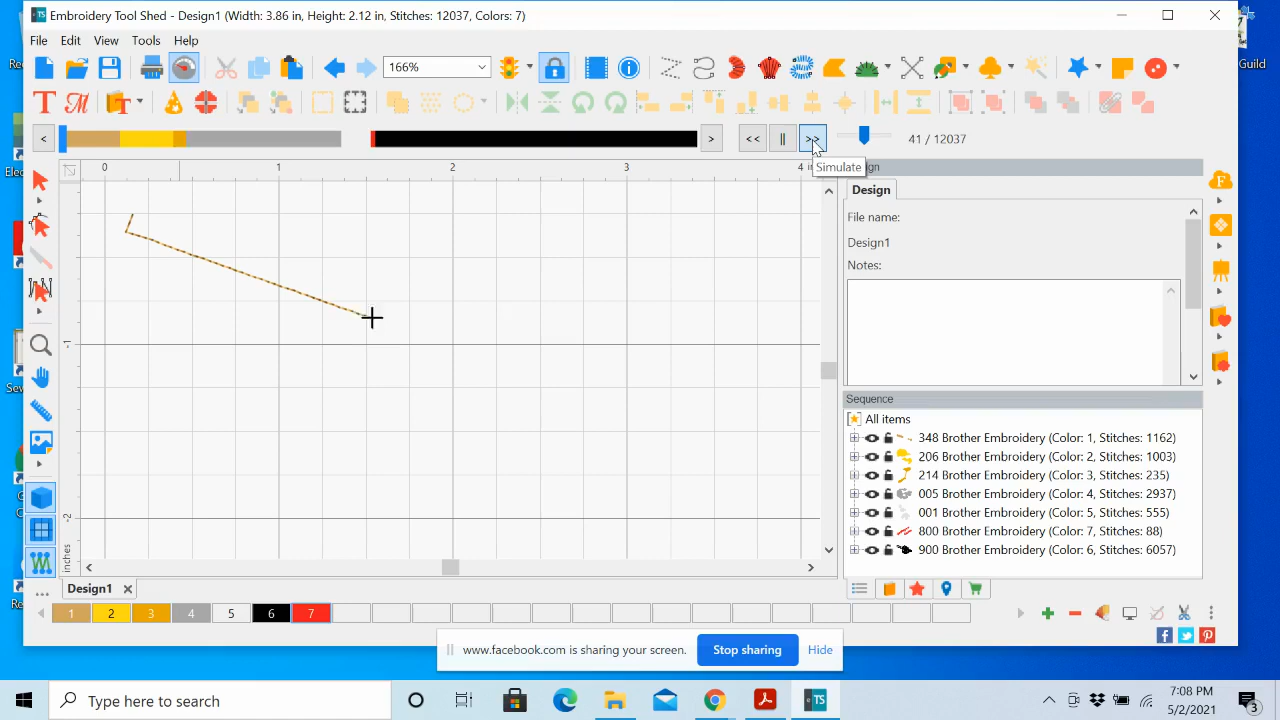 Embroidery Tool Shed - Design1 (Width: 3.86 in, Height: 2.12 in, Stitches: 12037, Colors: 7)
File Edit View Tools Help
166%
< > << || >> 41 / 12037
Simulate
0 1 2 3 4
-1
-2
inches
Design
File name:
Design1
Notes:
Sequence
All items
348 Brother Embroidery (Color: 1, Stitches: 1162)
206 Brother Embroidery (Color: 2, Stitches: 1003)
214 Brother Embroidery (Color: 3, Stitches: 235)
005 Brother Embroidery (Color: 4, Stitches: 2937)
001 Brother Embroidery (Color: 5, Stitches: 555)
800 Brother Embroidery (Color: 7, Stitches: 88)
900 Brother Embroidery (Color: 6, Stitches: 6057)
Design1
1 2 3 4 5 6 7
www.facebook.com is sharing your screen. Stop sharing Hide
Type here to search
7:08 PM
5/2/2021
3
Guild